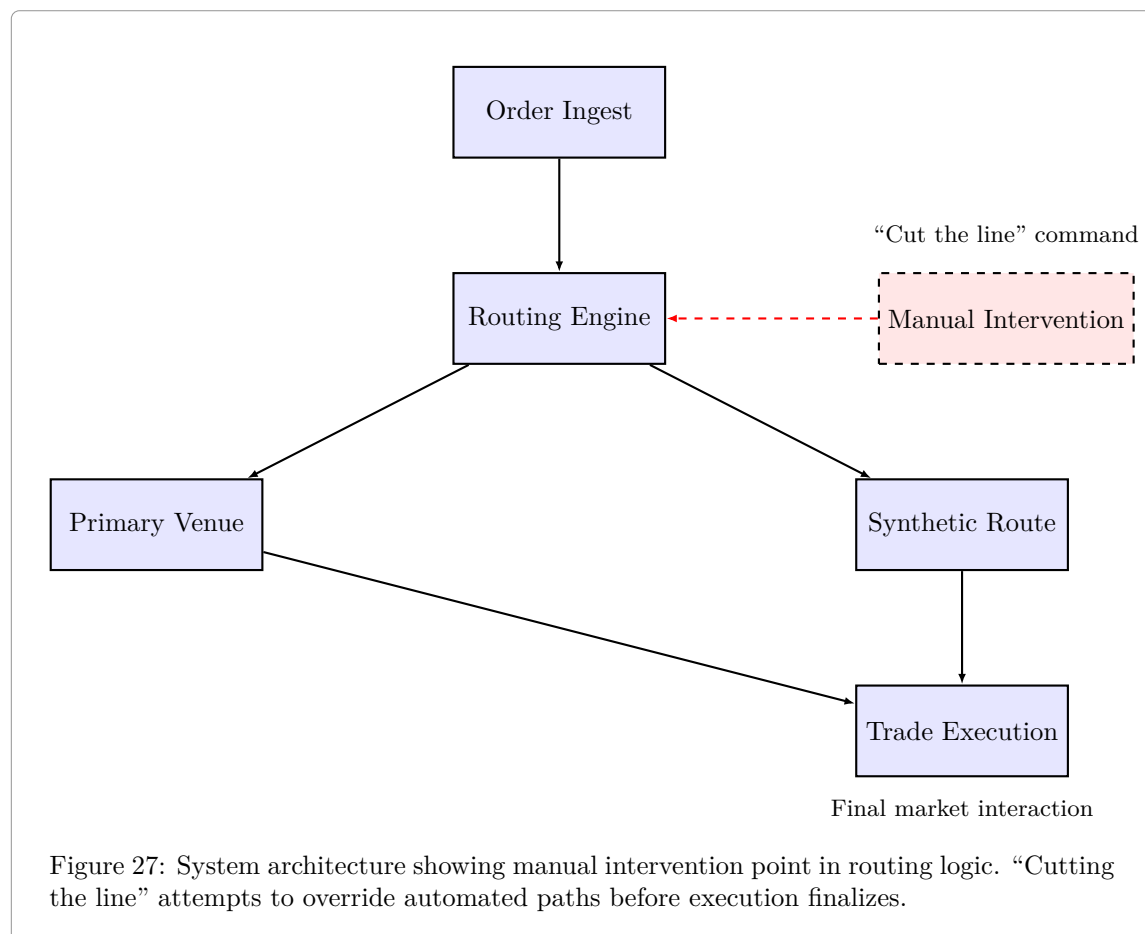 Order Ingest
“Cut the line” command
Routing Engine
Manual Intervention
Primary Venue
Synthetic Route
Trade Execution
Final market interaction
Figure 27: System architecture showing manual intervention point in routing logic. “Cutting
the line” attempts to override automated paths before execution finalizes.